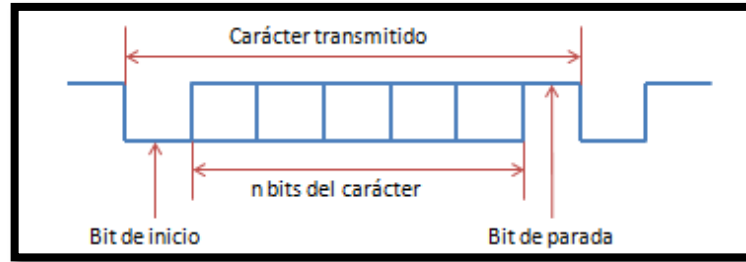 Carácter transmitido
n bits del carácter
Bit de inicio
Bit de parada